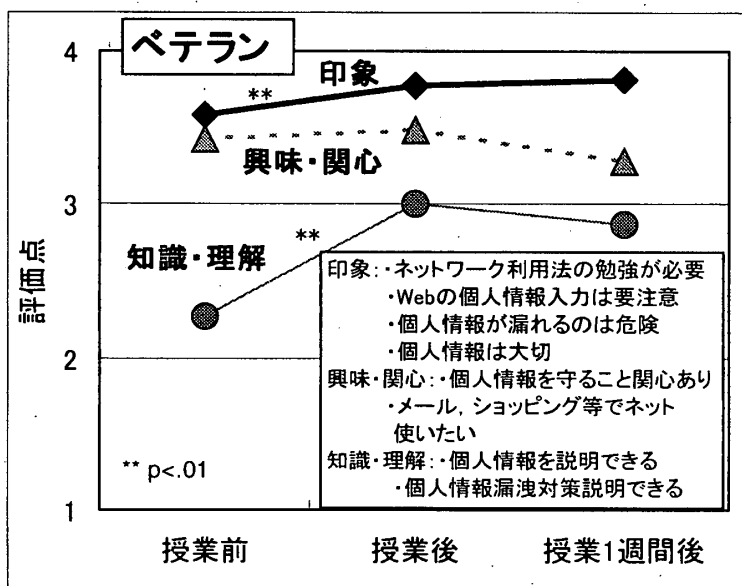 ベテラン
4
3
2
1
評価点
印象
**
興味・関心
知識・理解
**
印象:・ネットワーク利用法の勉強が必要
・Webの個人情報入力は要注意
・個人情報が漏れるのは危険
・個人情報は大切
興味・関心:・個人情報を守ること関心あり
・メール,ショッピング等でネット
使いたい
知識・理解:・個人情報を説明できる
・個人情報漏洩対策説明できる
** p<.01
授業前 授業後 授業1週間後